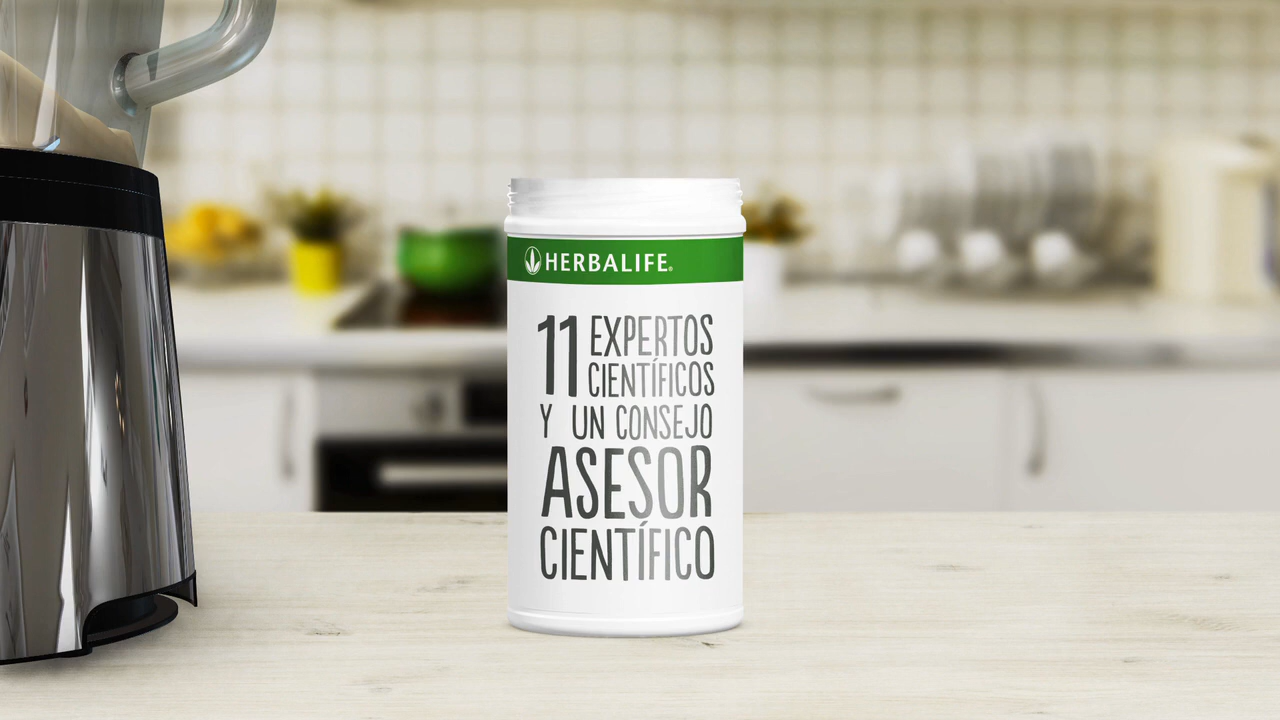 HERBALIFE®
11 EXPERTOS
CIENTÍFICOS
Y UN CONSEJO
ASESOR
CIENTÍFICO